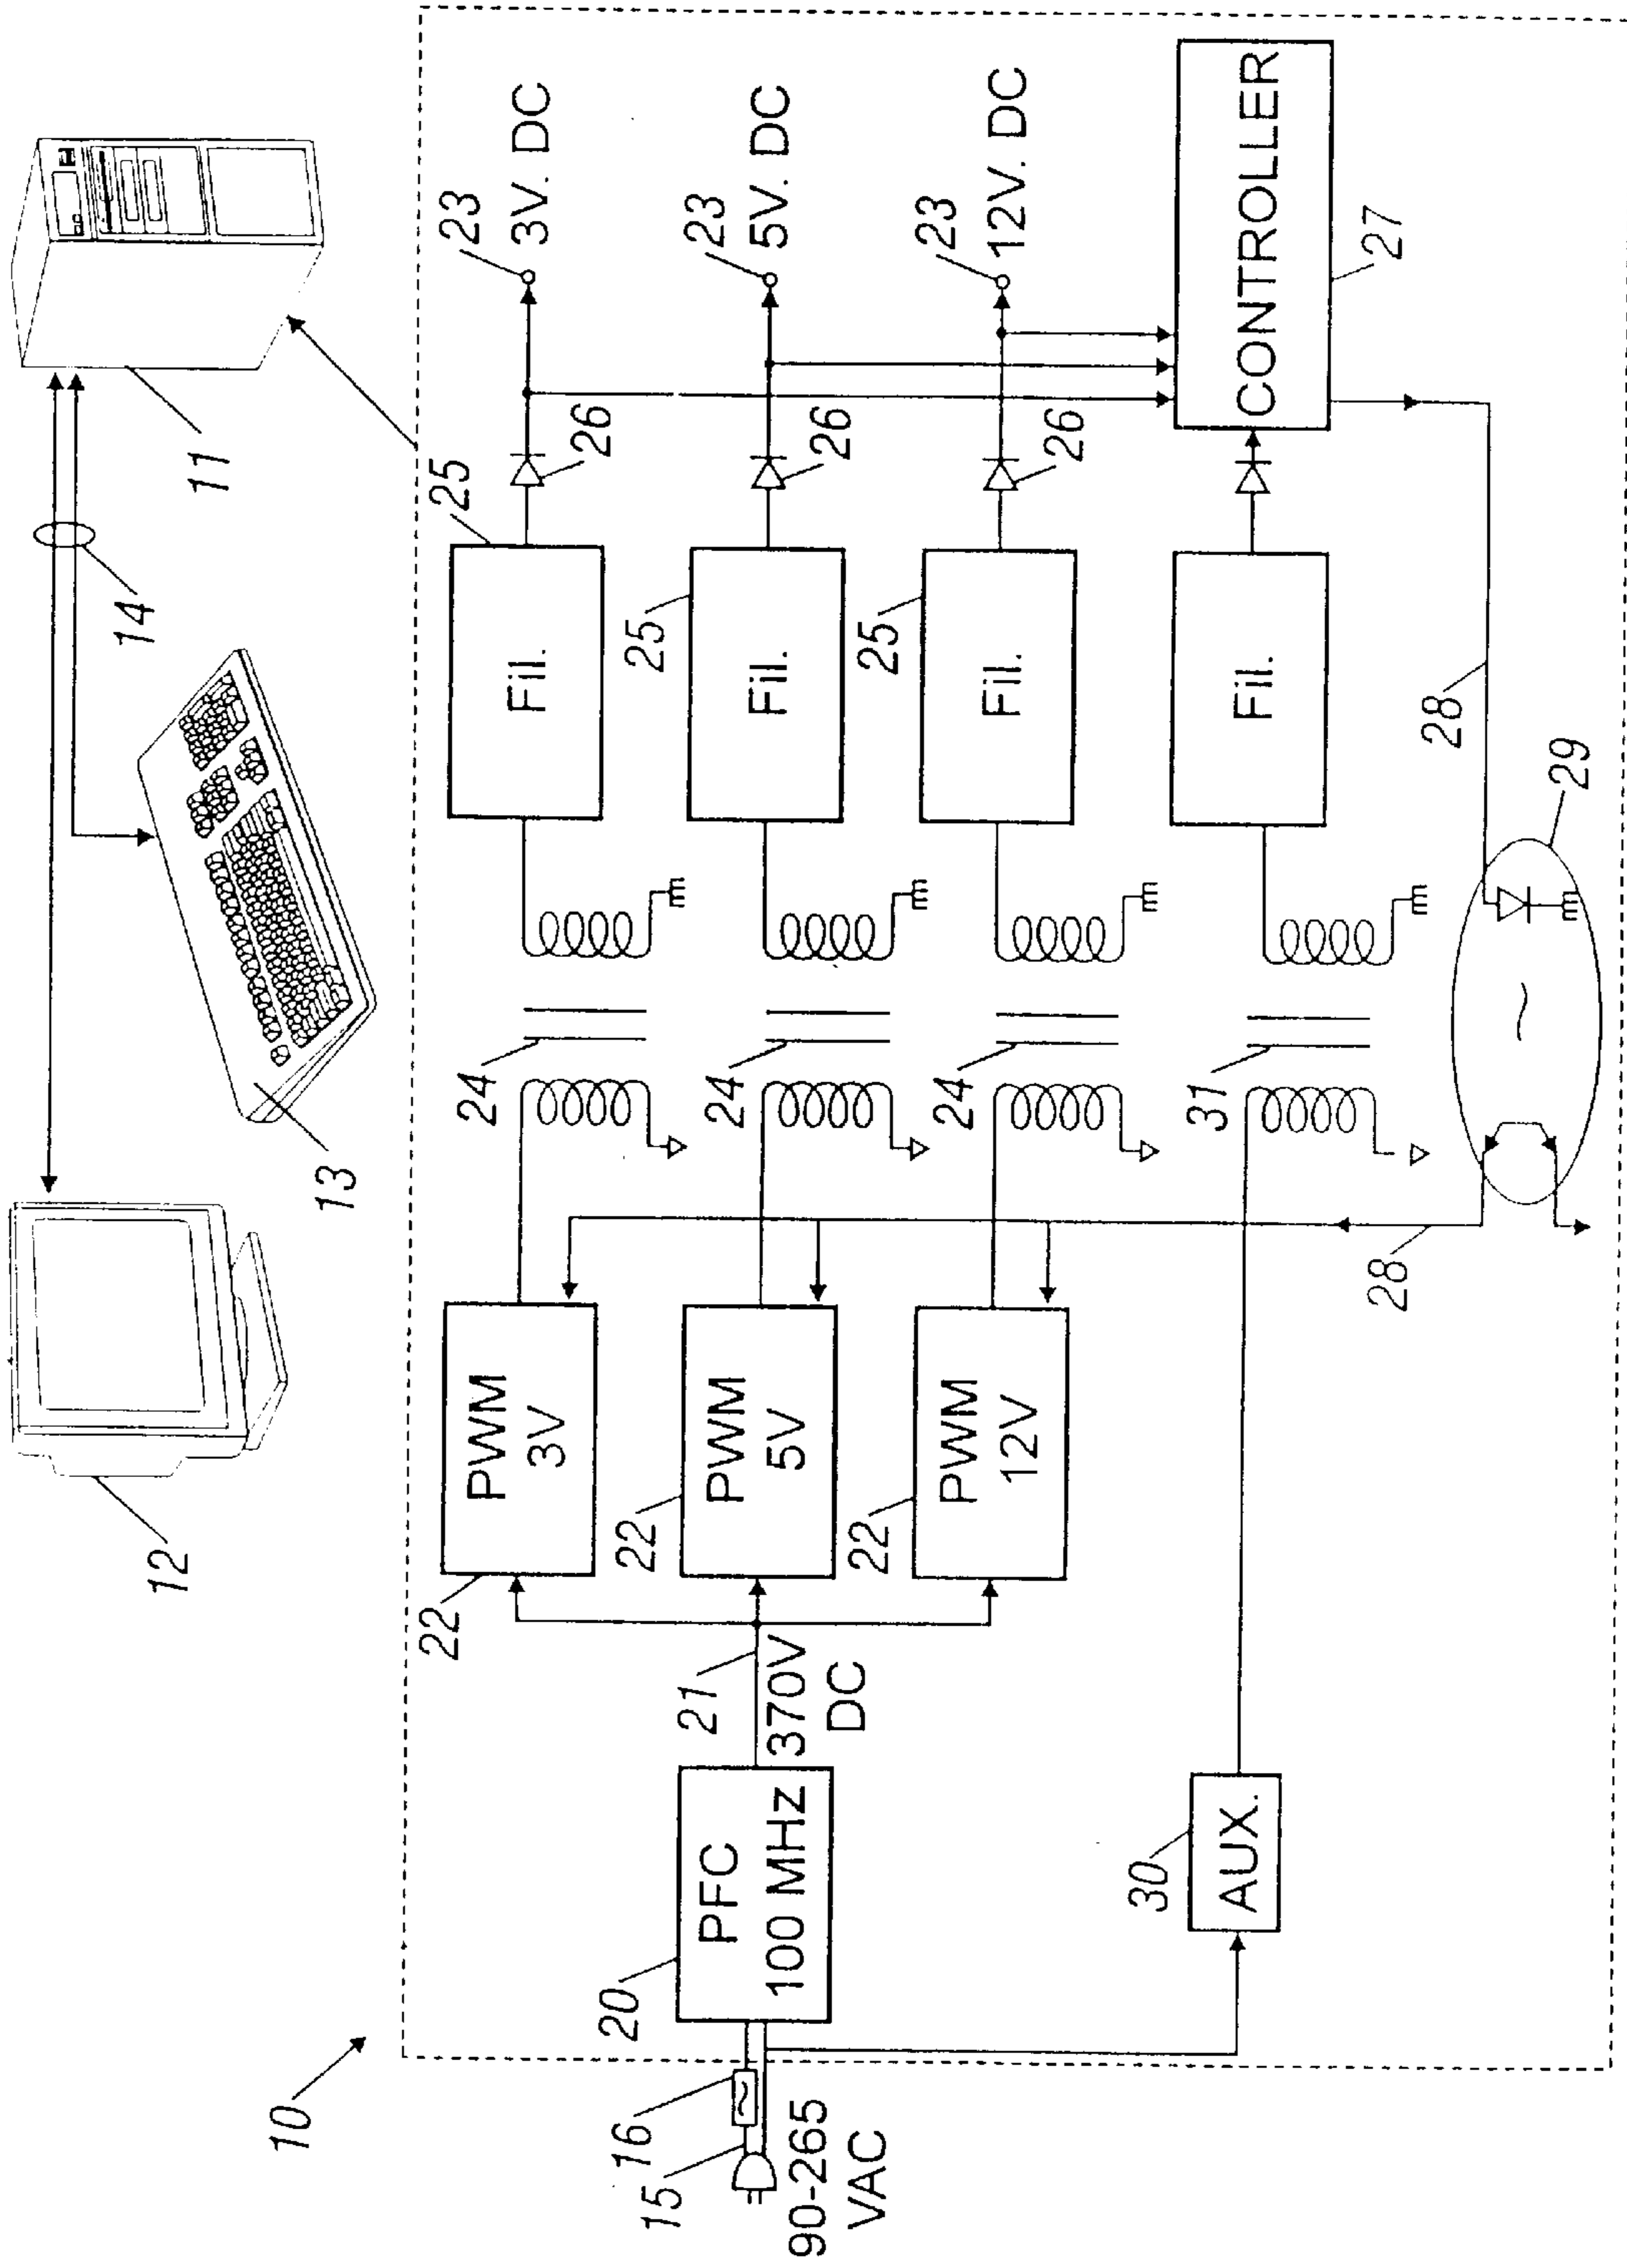 12
14
11
13
10
22
PWM
3V
24
Fil.
25
26
23
3V. DC
15
16
20
PFC
100 MHz
21
370V
DC
90-265
VAC
22
PWM
5V
24
25
Fil.
26
23
5V. DC
22
PWM
12V
24
25
Fil.
26
23
12V. DC
30
AUX.
31
Fil.
CONTROLLER
27
28
28
29